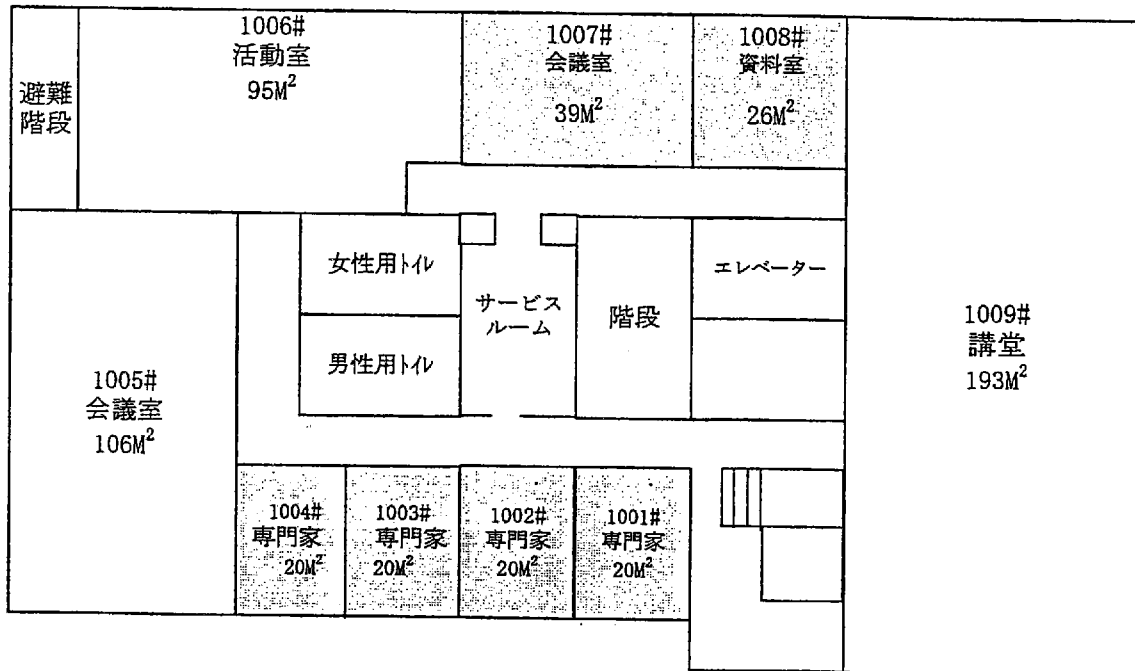 1006#
活動室
95M²
1007#
会議室
39M²
1008#
資料室
26M²
避難
階段
女性用トイレ
男性用トイレ
サービス
ルーム
階段
エレベーター
1009#
講堂
193M²
1005#
会議室
106M²
1004#
専門家
20M²
1003#
専門家
20M²
1002#
専門家
20M²
1001#
専門家
20M²